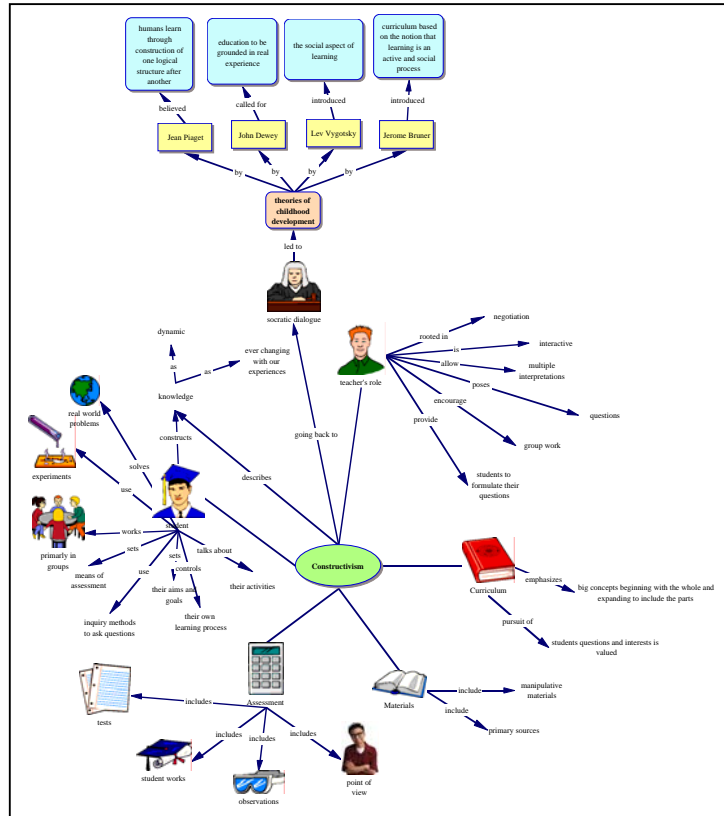 humans learn
through
construction of
one logical
structure after
another
education to be
grounded in real
experience
the social aspect of
learning
curriculum based
on the notion that
learning is an
active and social
process
believed
called for
introduced
introduced
Jean Piaget
John Dewey
Lev Vygotsky
Jerome Bruner
by
by
by
by
theories of
childhood
development
led to
socratic dialogue
dynamic
as
as
ever changing
with our
experiences
knowledge
constructs
describes
going back to
teacher's role
rooted in
negotiation
is
interactive
allow
multiple
interpretations
poses
questions
encourage
group work
provide
students to
formulate their
questions
real world
problems
solves
experiments
use
student
works
primarly in
groups
sets
means of
assessment
use
inquiry methods
to ask questions
sets
their aims and
goals
controls
their own
learning process
talks about
their activities
Constructivism
Curriculum
emphasizes
big concepts beginning with the whole and
expanding to include the parts
pursuit of
students questions and interests is
valued
Assessment
includes
tests
includes
student works
includes
observations
includes
point of
view
Materials
include
manipulative
materials
include
primary sources